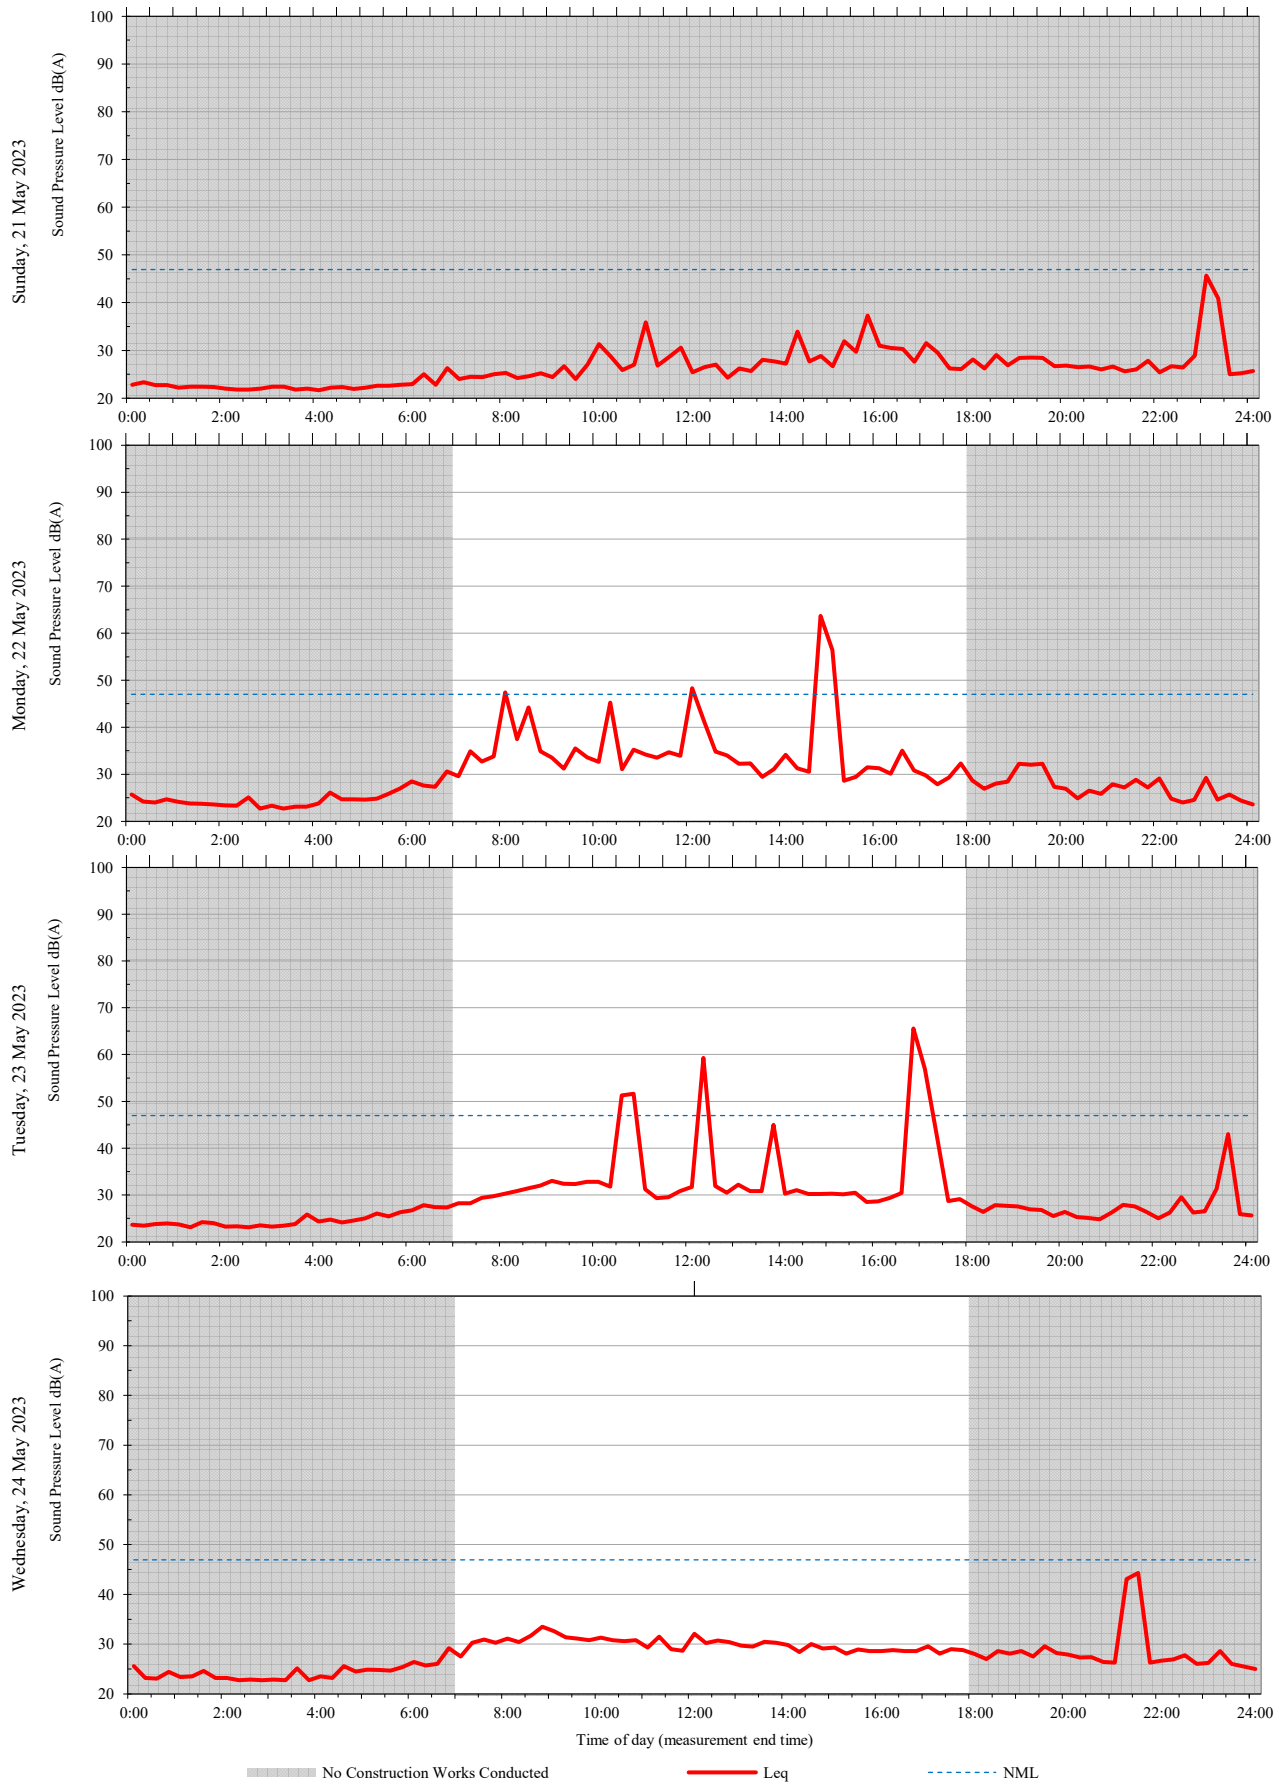 Sunday, 21 May 2023
Sound Pressure Level dB(A)
100
90
80
70
60
50
40
30
20
0:00 2:00 4:00 6:00 8:00 10:00 12:00 14:00 16:00 18:00 20:00 22:00 24:00
Monday, 22 May 2023
Sound Pressure Level dB(A)
100
90
80
70
60
50
40
30
20
0:00 2:00 4:00 6:00 8:00 10:00 12:00 14:00 16:00 18:00 20:00 22:00 24:00
Tuesday, 23 May 2023
Sound Pressure Level dB(A)
100
90
80
70
60
50
40
30
20
0:00 2:00 4:00 6:00 8:00 10:00 12:00 14:00 16:00 18:00 20:00 22:00 24:00
Wednesday, 24 May 2023
Sound Pressure Level dB(A)
100
90
80
70
60
50
40
30
20
0:00 2:00 4:00 6:00 8:00 10:00 12:00 14:00 16:00 18:00 20:00 22:00 24:00
Time of day (measurement end time)
No Construction Works Conducted Leq NML